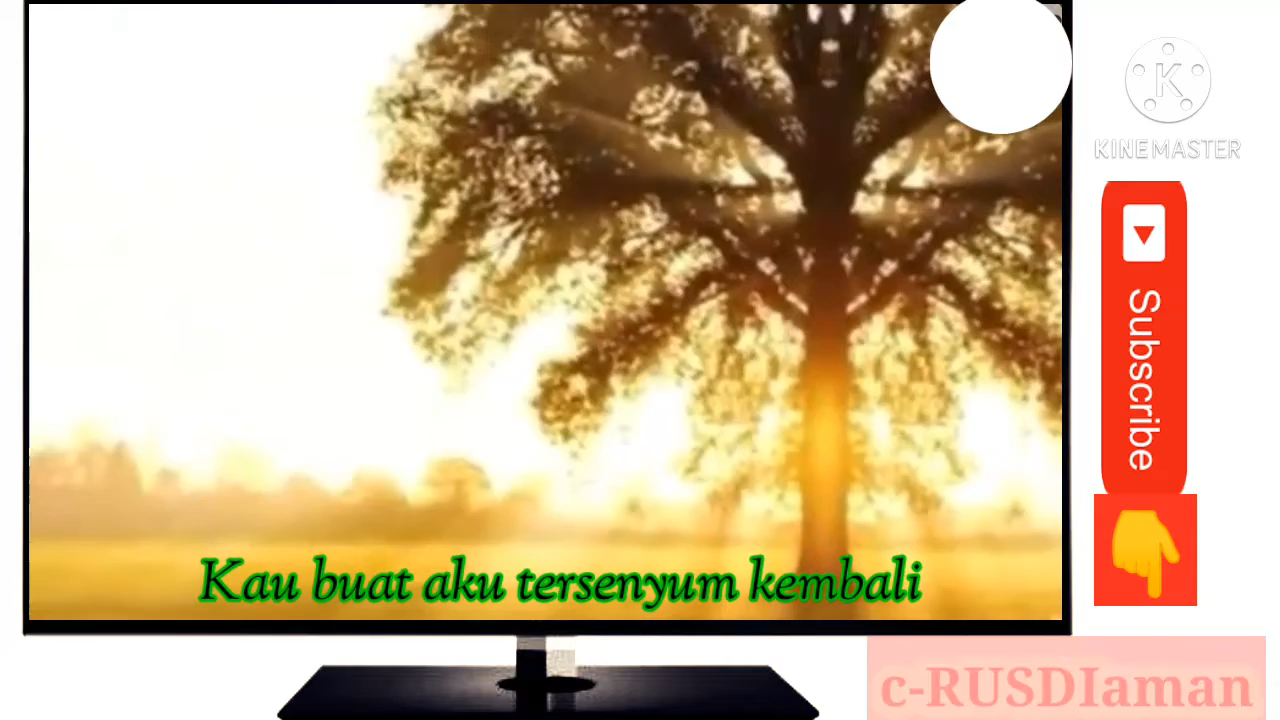 K
KINEMASTER
Subscribe
Kau buat aku tersenyum kembali
c-RUSDIaman